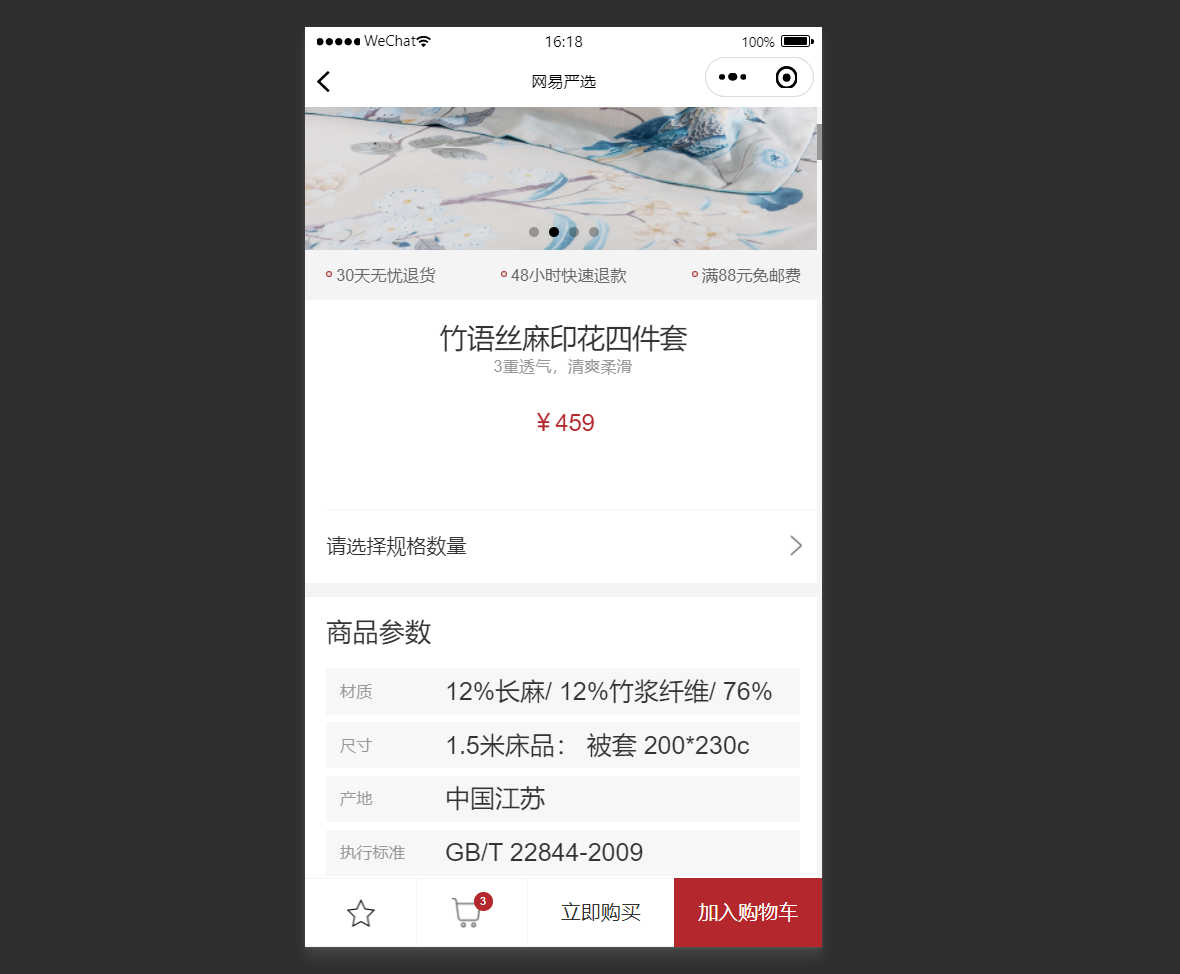 WeChat 16:18 100%
网易严选
30天无忧退货 48小时快速退款 满88元免邮费
竹语丝麻印花四件套
3重透气，清爽柔滑
￥459
请选择规格数量
商品参数
材质 12%长麻/ 12%竹浆纤维/ 76%
尺寸 1.5米床品： 被套 200*230c
产地 中国江苏
执行标准 GB/T 22844-2009
3 立即购买 加入购物车